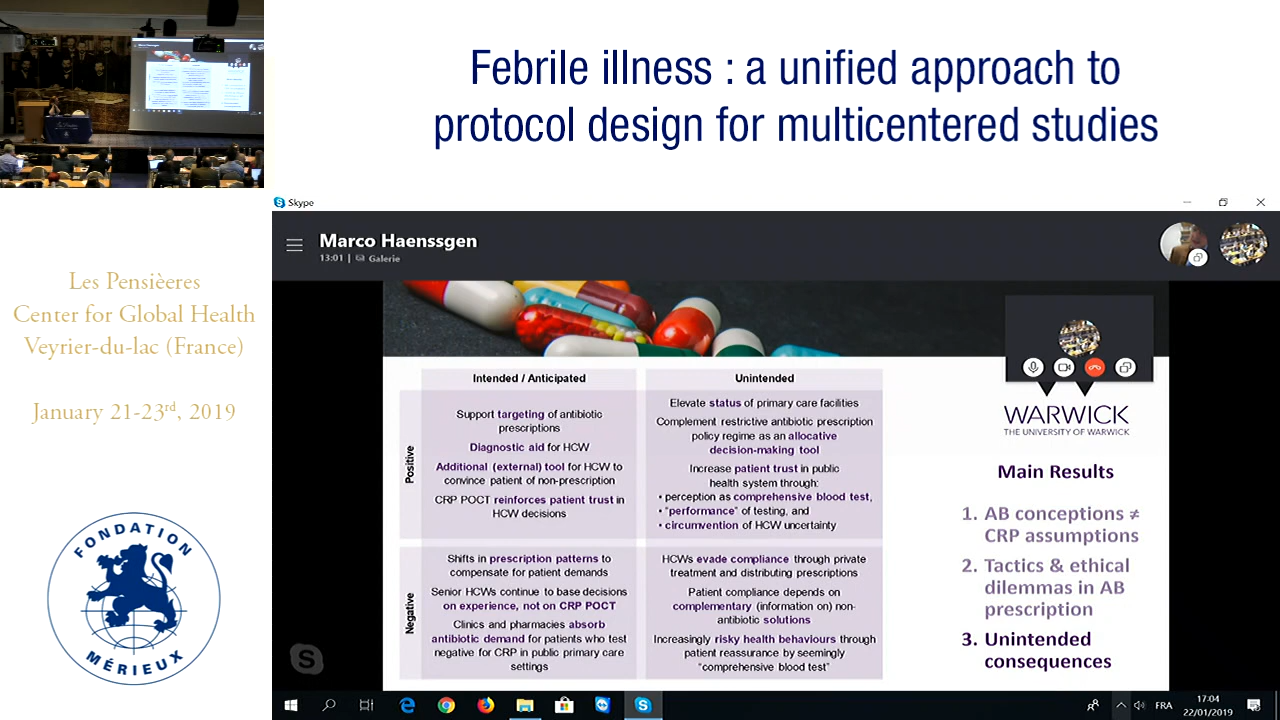 Febrile illness : a unified approach to
protocol design for multicentered studies
Les Pensièeres
Center for Global Health
Veyrier-du-lac (France)
January 21-23rd, 2019
FONDATION
MÉRIEUX
Skype
Marco Haenssgen
13:01 | Galerie
Intended / Anticipated
Unintended
Positive
Support targeting of antibiotic
prescriptions
Diagnostic aid for HCW
Additional (external) tool for HCW to
convince patient of non-prescription
CRP POCT reinforces patient trust in
HCW decisions
Elevate status of primary care facilities
Complement restrictive antibiotic prescription
policy regime as an allocative
decision-making tool
Increase patient trust in public
health system through:
• perception as comprehensive blood test,
• “performance” of testing, and
• circumvention of HCW uncertainty
Negative
Shifts in prescription patterns to
compensate for patient demands
Senior HCWs continue to base decisions
on experience, not on CRP POCT
Clinics and pharmacies absorb
antibiotic demand for patients who test
negative for CRP in public primary care
settings
HCWs evade compliance through private
treatment and distributing prescriptions
Patient compliance depends on
complementary (information on) non-
antibiotic solutions
Increasingly risky health behaviours through
patient reassurance by seemingly
“comprehensive blood test”
WARWICK
THE UNIVERSITY OF WARWICK
Main Results
1. AB conceptions ≠
CRP assumptions
2. Tactics & ethical
dilemmas in AB
prescription
3. Unintended
consequences
FRA
17:04
22/01/2019